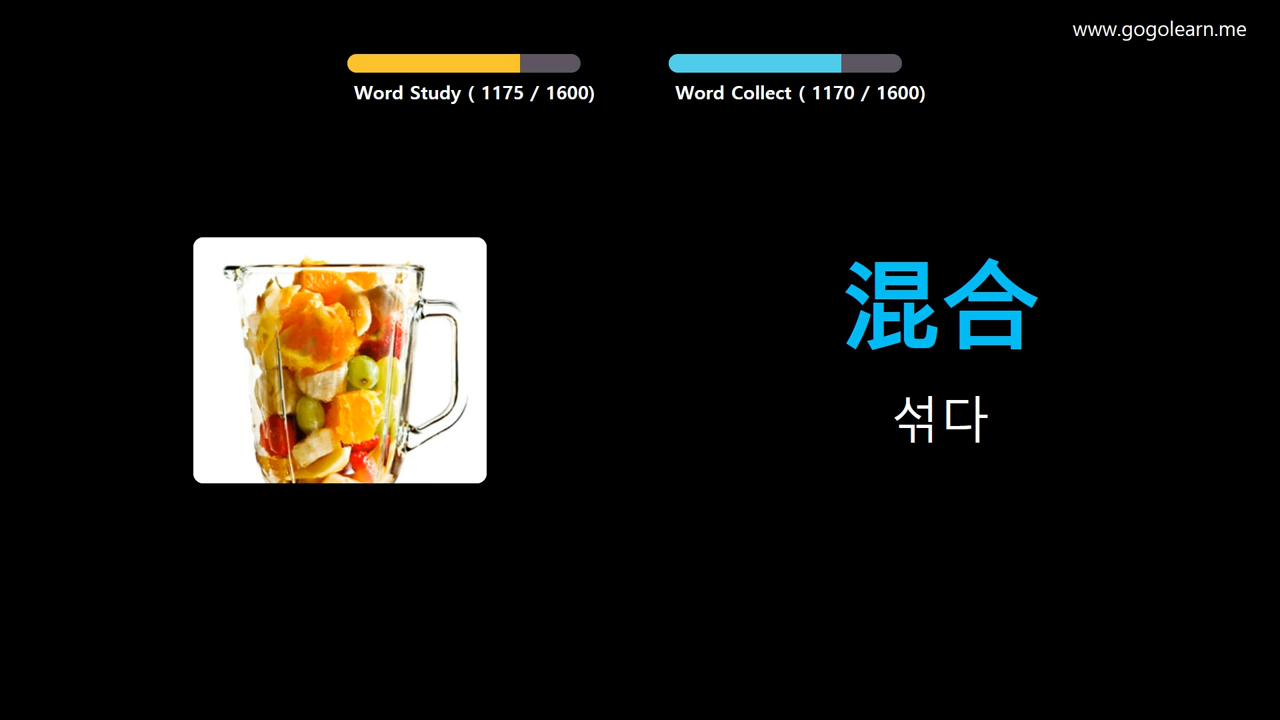 www.gogolearn.me
Word Study ( 1175 / 1600)
Word Collect ( 1170 / 1600)
混合
섞다